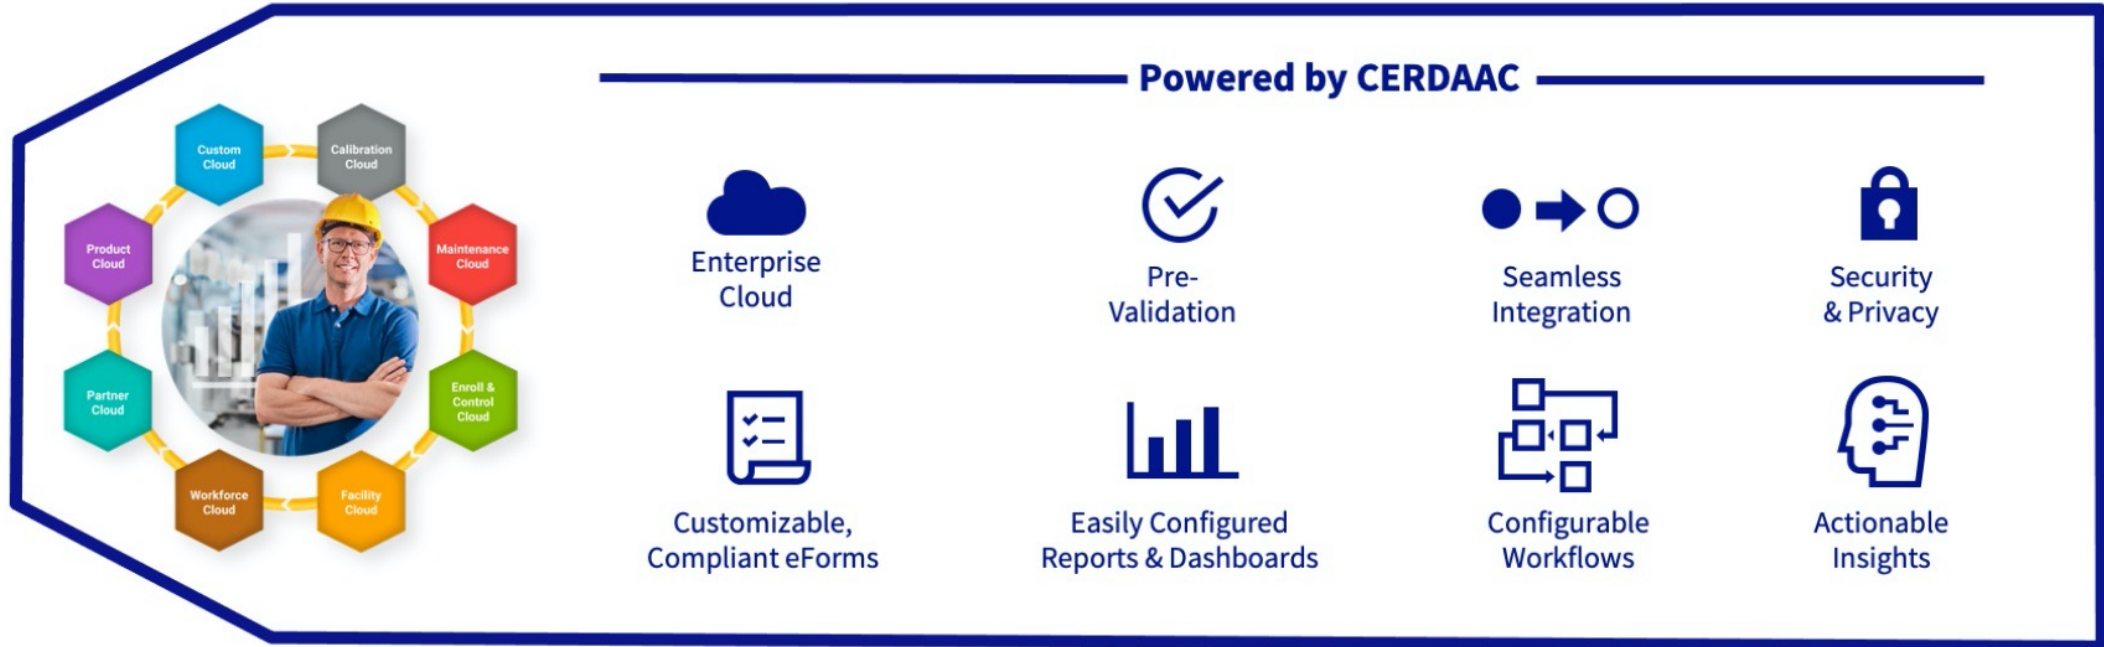 Powered by CERDAAC
Custom
Cloud
Calibration
Cloud
Product
Cloud
Maintenance
Cloud
Partner
Cloud
Enroll &
Control
Cloud
Workforce
Cloud
Facility
Cloud
Enterprise
Cloud
Pre-
Validation
Seamless
Integration
Security
& Privacy
Customizable,
Compliant eForms
Easily Configured
Reports & Dashboards
Configurable
Workflows
Actionable
Insights